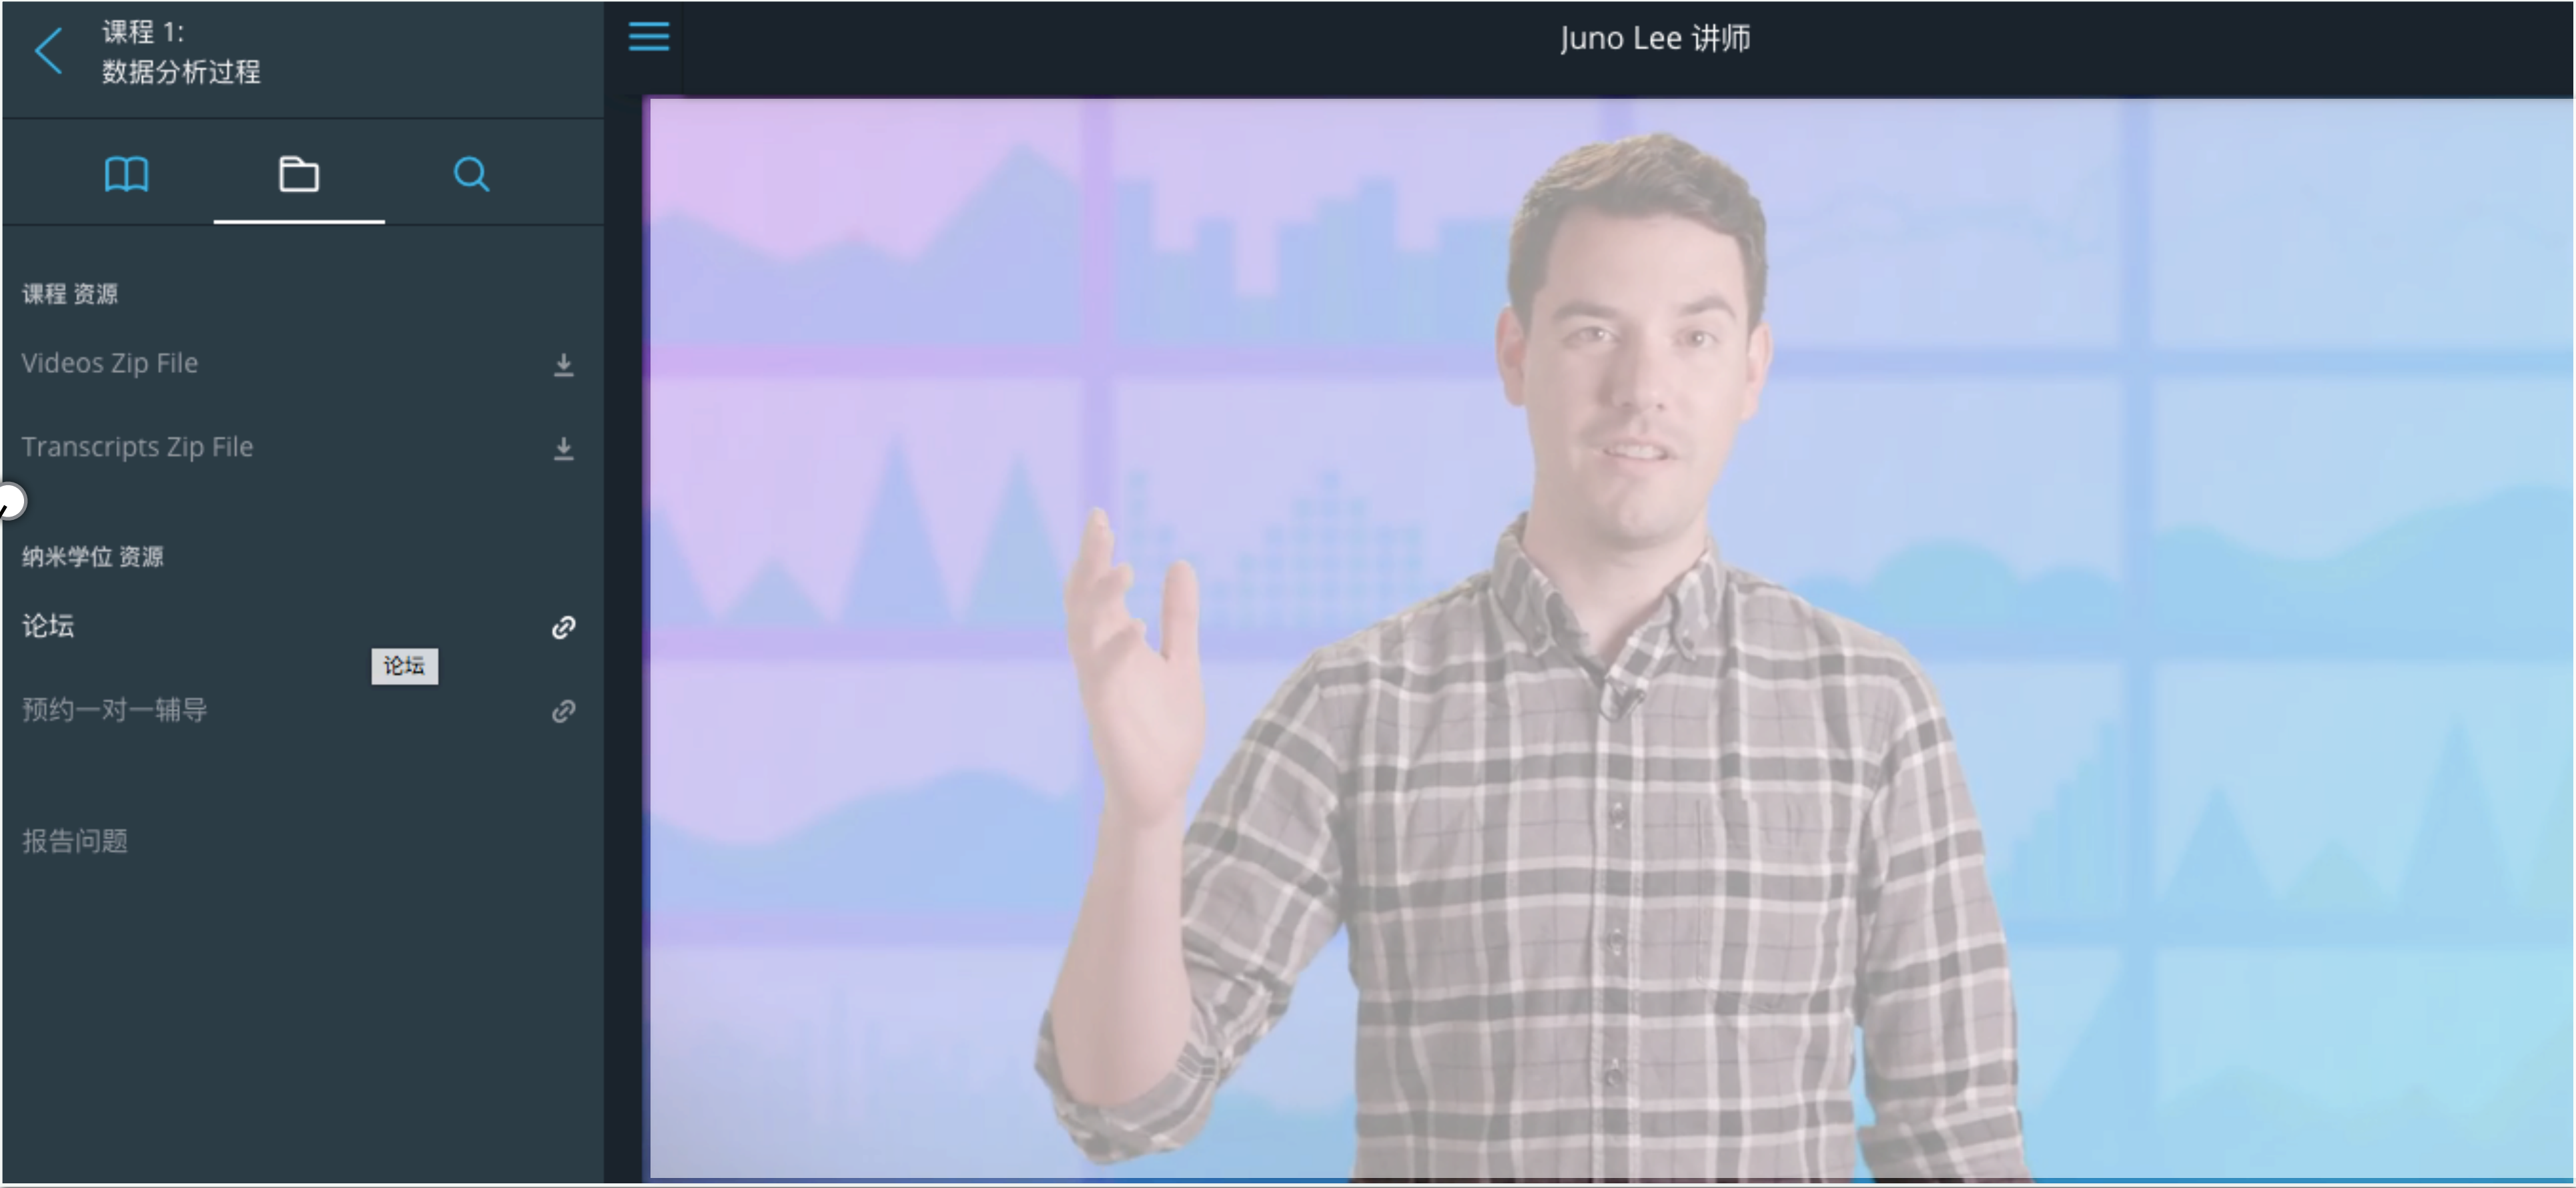 课程 1:
数据分析过程
Juno Lee 讲师
课程 资源
Videos Zip File
Transcripts Zip File
纳米学位 资源
论坛
论坛
预约一对一辅导
报告问题